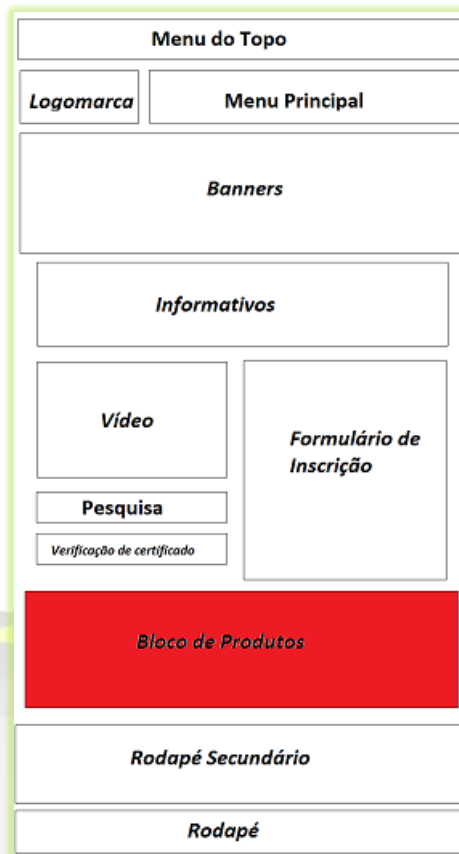 Menu do Topo
Logomarca
Menu Principal
Banners
Informativos
Vídeo
Formulário de
Inscrição
Pesquisa
Verificação de certificado
Bloco de Produtos
Rodapé Secundário
Rodapé